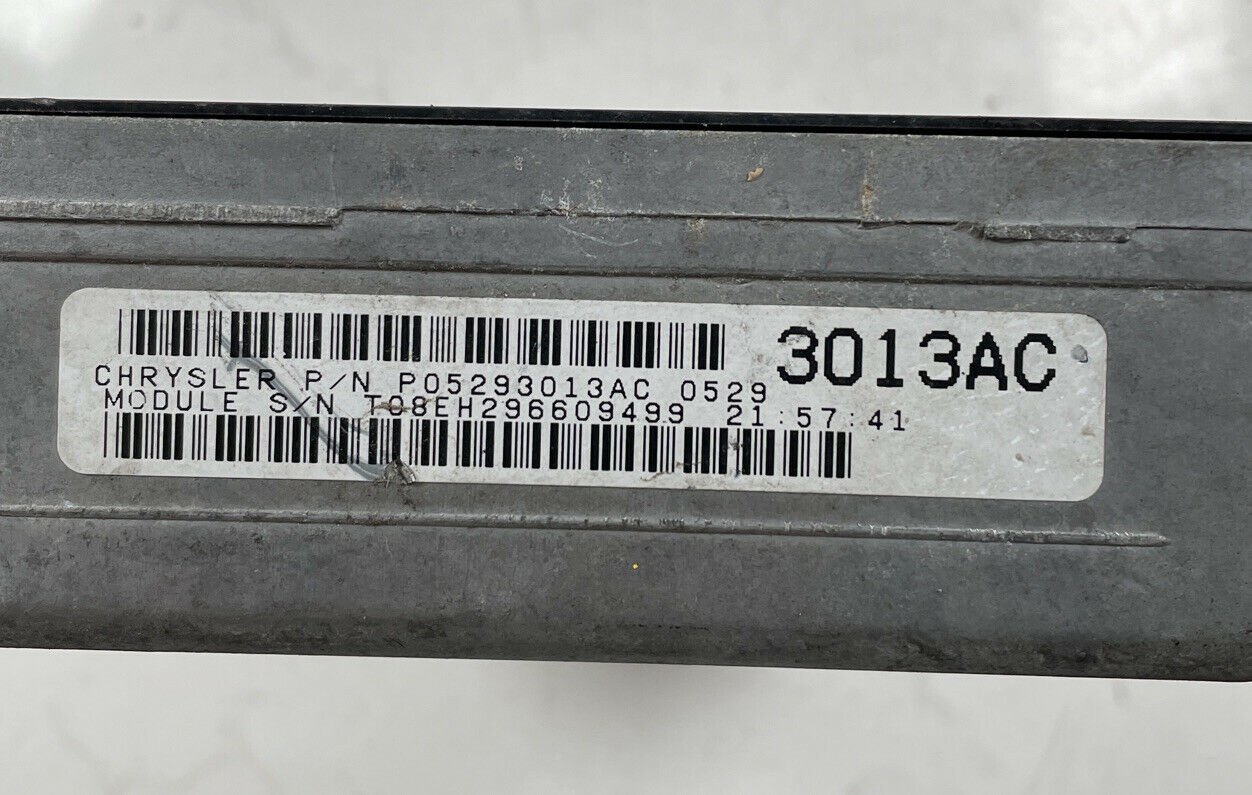 3013AC
CHRYSLER P/N P05293013AC 0529
MODULE S/N T08EH296609499 21:57:41